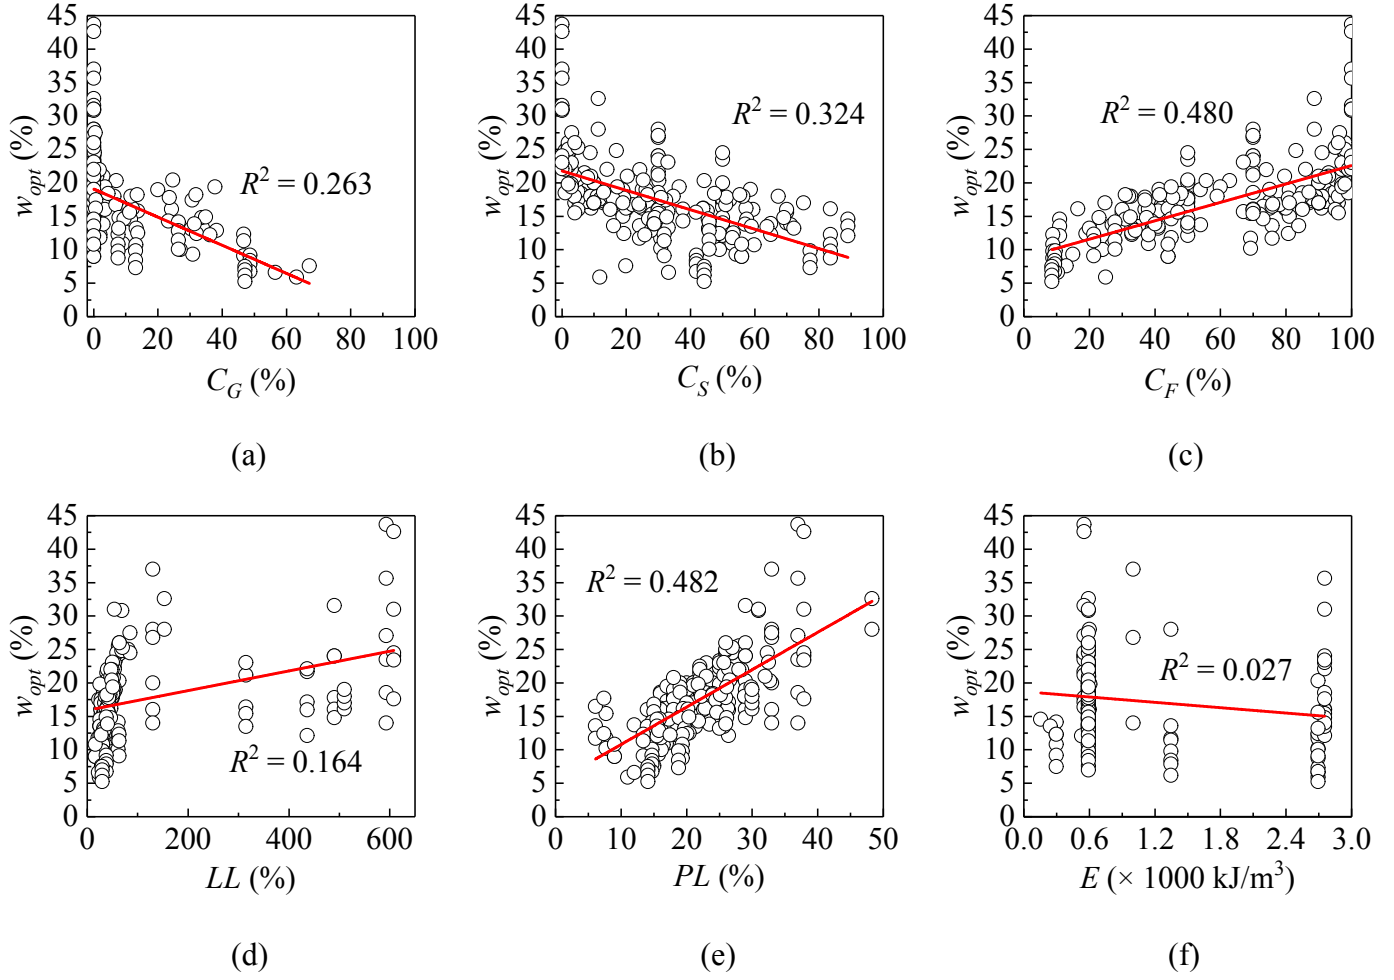 45
40
35
30
25
20
15
10
5
0
w_opt (%)
R² = 0.263
0 20 40 60 80 100
C_G (%)
(a)
45
40
35
30
25
20
15
10
5
0
w_opt (%)
R² = 0.324
0 20 40 60 80 100
C_S (%)
(b)
45
40
35
30
25
20
15
10
5
0
w_opt (%)
R² = 0.480
0 20 40 60 80 100
C_F (%)
(c)
45
40
35
30
25
20
15
10
5
0
w_opt (%)
R² = 0.164
0 200 400 600
LL (%)
(d)
45
40
35
30
25
20
15
10
5
0
w_opt (%)
R² = 0.482
0 10 20 30 40 50
PL (%)
(e)
45
40
35
30
25
20
15
10
5
0
w_opt (%)
R² = 0.027
0.0 0.6 1.2 1.8 2.4 3.0
E (× 1000 kJ/m³)
(f)